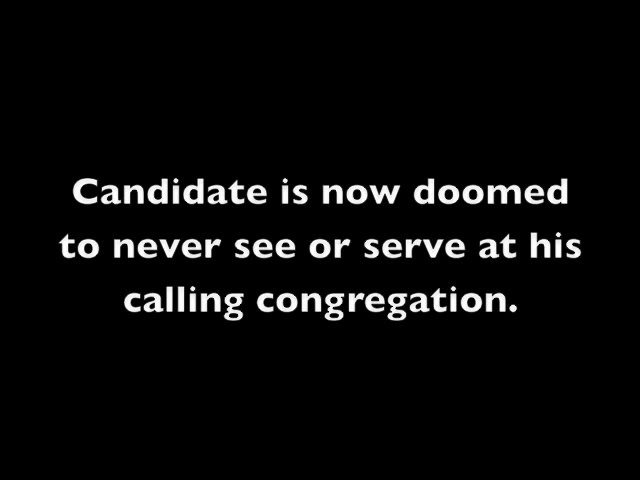 Candidate is now doomed
to never see or serve at his
calling congregation.